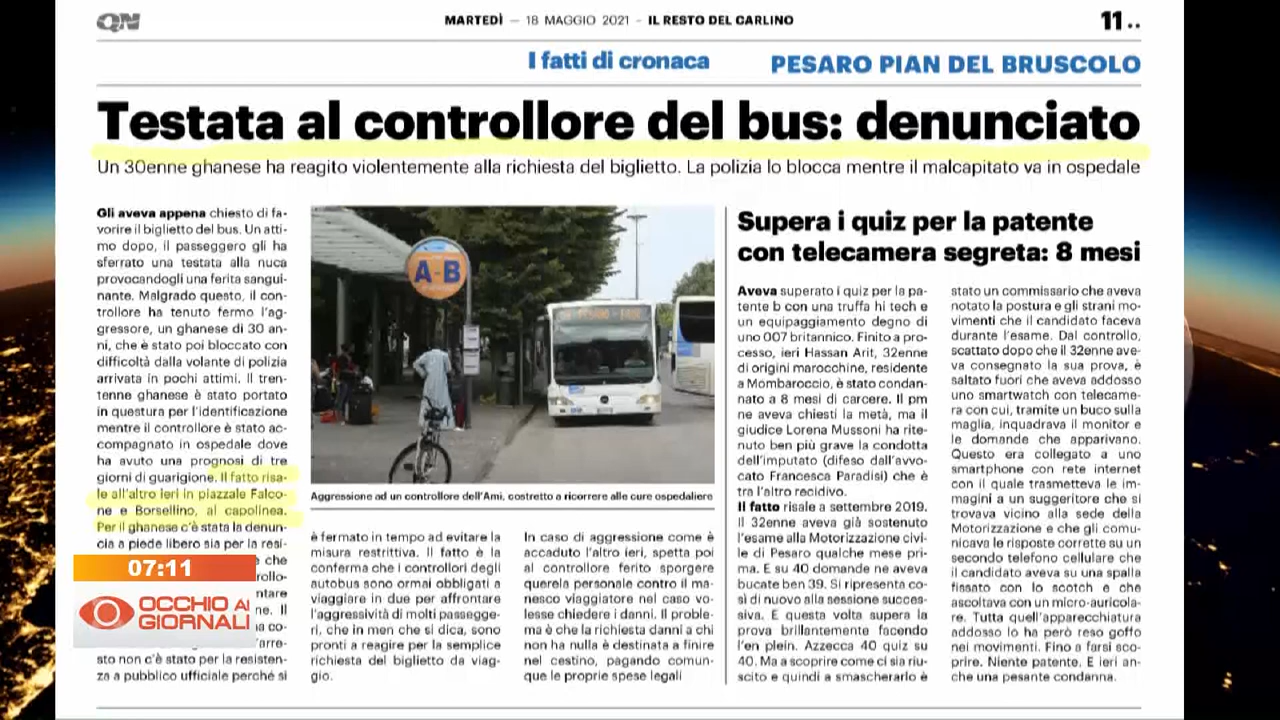 QN
MARTEDÌ — 18 MAGGIO 2021 – IL RESTO DEL CARLINO
11 ..
I fatti di cronaca
PESARO PIAN DEL BRUSCOLO
Testata al controllore del bus: denunciato
Un 30enne ghanese ha reagito violentemente alla richiesta del biglietto. La polizia lo blocca mentre il malcapitato va in ospedale
Gli aveva appena chiesto di fa-
vorire il biglietto del bus. Un atti-
mo dopo, il passeggero gli ha
sferrato una testata alla nuca
provocandogli una ferita sangui-
nante. Malgrado questo, il con-
trollore ha tenuto fermo l'ag-
gressore, un ghanese di 30 an-
ni, che è stato poi bloccato con
difficoltà dalla volante di polizia
arrivata in pochi attimi. Il tren-
tenne ghanese è stato portato
in questura per l'identificazione
mentre il controllore è stato ac-
compagnato in ospedale dove
ha avuto una prognosi di tre
giorni di guarigione. Il fatto risa-
le all'altro ieri in piazzale Falco-
ne e Borsellino, al capolinea.
Per il ghanese c'è stata la denun-
cia a piede libero sia per la resi-
che
rollo-
ntare
ne. Il
na co-
'arre-
sto non c'è stato per la resisten-
za a pubblico ufficiale perché si
A-B
Aggressione ad un controllore dell'Ami, costretto a ricorrere alle cure ospedaliere
è fermato in tempo ad evitare la
misura restrittiva. Il fatto è la
conferma che i controllori degli
autobus sono ormai obbligati a
viaggiare in due per affrontare
l'aggressività di molti passegge-
ri, che in men che si dica, sono
pronti a reagire per la semplice
richiesta del biglietto da viag-
gio.
In caso di aggressione come è
accaduto l'altro ieri, spetta poi
al controllore ferito sporgere
querela personale contro il ma-
nesco viaggiatore nel caso vo-
lesse chiedere i danni. Il proble-
ma è che la richiesta danni a chi
non ha nulla è destinata a finire
nel cestino, pagando comun-
que le proprie spese legali
Supera i quiz per la patente
con telecamera segreta: 8 mesi
Aveva superato i quiz per la pa-
tente b con una truffa hi tech e
un equipaggiamento degno di
uno 007 britannico. Finito a pro-
cesso, ieri Hassan Arit, 32enne
di origini marocchine, residente
a Mombaroccio, è stato condan-
nato a 8 mesi di carcere. Il pm
ne aveva chiesti la metà, ma il
giudice Lorena Mussoni ha rite-
nuto ben più grave la condotta
dell'imputato (difeso dall'avvo-
cato Francesca Paradisi) che è
tra l'altro recidivo.
Il fatto risale a settembre 2019.
Il 32enne aveva già sostenuto
l'esame alla Motorizzazione civi-
le di Pesaro qualche mese pri-
ma. E su 40 domande ne aveva
bucate ben 39. Si ripresenta co-
sì di nuovo alla sessione succes-
siva. E questa volta supera la
prova brillantemente facendo
l'en plein. Azzecca 40 quiz su
40. Ma a scoprire come ci sia riu-
scito e quindi a smascherarlo è
stato un commissario che aveva
notato la postura e gli strani mo-
vimenti che il candidato faceva
durante l'esame. Dal controllo,
scattato dopo che il 32enne ave-
va consegnato la sua prova, è
saltato fuori che aveva addosso
uno smartwatch con telecame-
ra con cui, tramite un buco sulla
maglia, inquadrava il monitor e
le domande che apparivano.
Questo era collegato a uno
smartphone con rete internet
con il quale trasmetteva le im-
magini a un suggeritore che si
trovava vicino alla sede della
Motorizzazione e che gli comu-
nicava le risposte corrette su un
secondo telefono cellulare che
il candidato aveva su una spalla
fissato con lo scotch e che
ascoltava con un micro-auricola-
re. Tutta quell'apparecchiatura
addosso lo ha però reso goffo
nei movimenti. Fino a farsi sco-
prire. Niente patente. E ieri an-
che una pesante condanna.
07:11
OCCHIO AI
GIORNALI